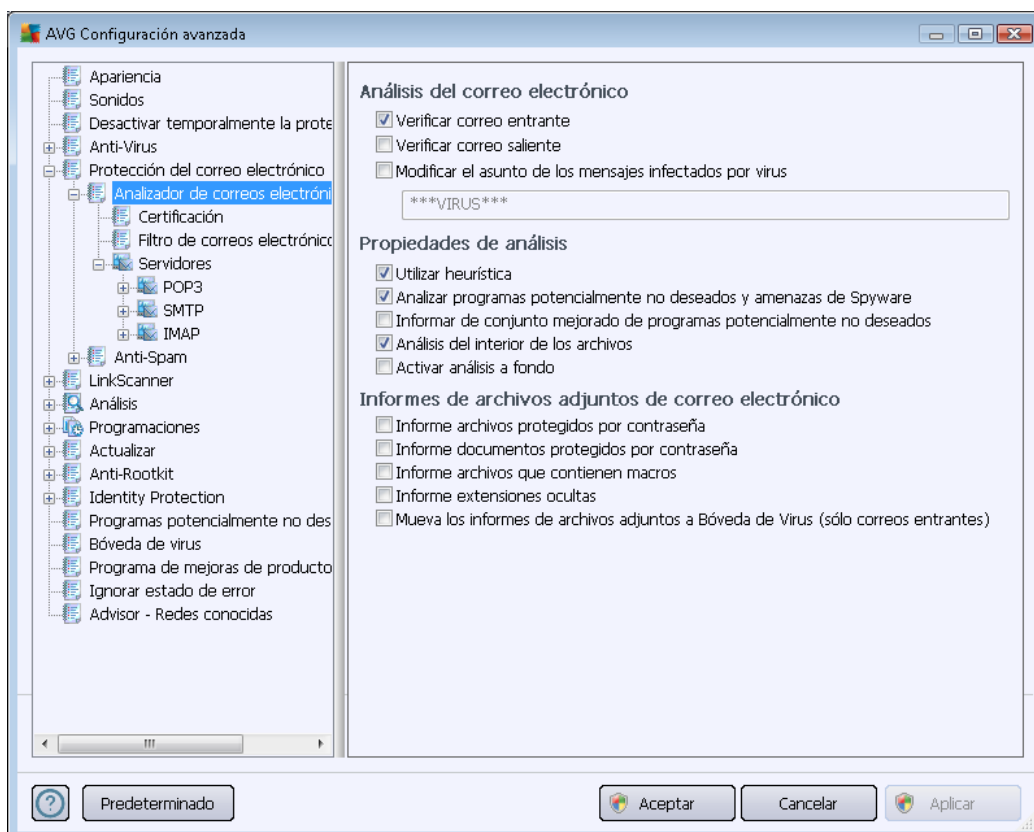 AVG Configuración avanzada
Apariencia
Sonidos
Desactivar temporalmente la prote
Anti-Virus
Protección del correo electrónico
Analizador de correos electróni
Certificación
Filtro de correos electrónico
Servidores
POP3
SMTP
IMAP
Anti-Spam
LinkScanner
Análisis
Programaciones
Actualizar
Anti-Rootkit
Identity Protection
Programas potencialmente no des
Bóveda de virus
Programa de mejoras de producto
Ignorar estado de error
Advisor - Redes conocidas
Análisis del correo electrónico
Verificar correo entrante
Verificar correo saliente
Modificar el asunto de los mensajes infectados por virus
***VIRUS***
Propiedades de análisis
Utilizar heurística
Analizar programas potencialmente no deseados y amenazas de Spyware
Informar de conjunto mejorado de programas potencialmente no deseados
Análisis del interior de los archivos
Activar análisis a fondo
Informes de archivos adjuntos de correo electrónico
Informe archivos protegidos por contraseña
Informe documentos protegidos por contraseña
Informe archivos que contienen macros
Informe extensiones ocultas
Mueva los informes de archivos adjuntos a Bóveda de Virus (sólo correos entrantes)
?
Predeterminado
Aceptar
Cancelar
Aplicar